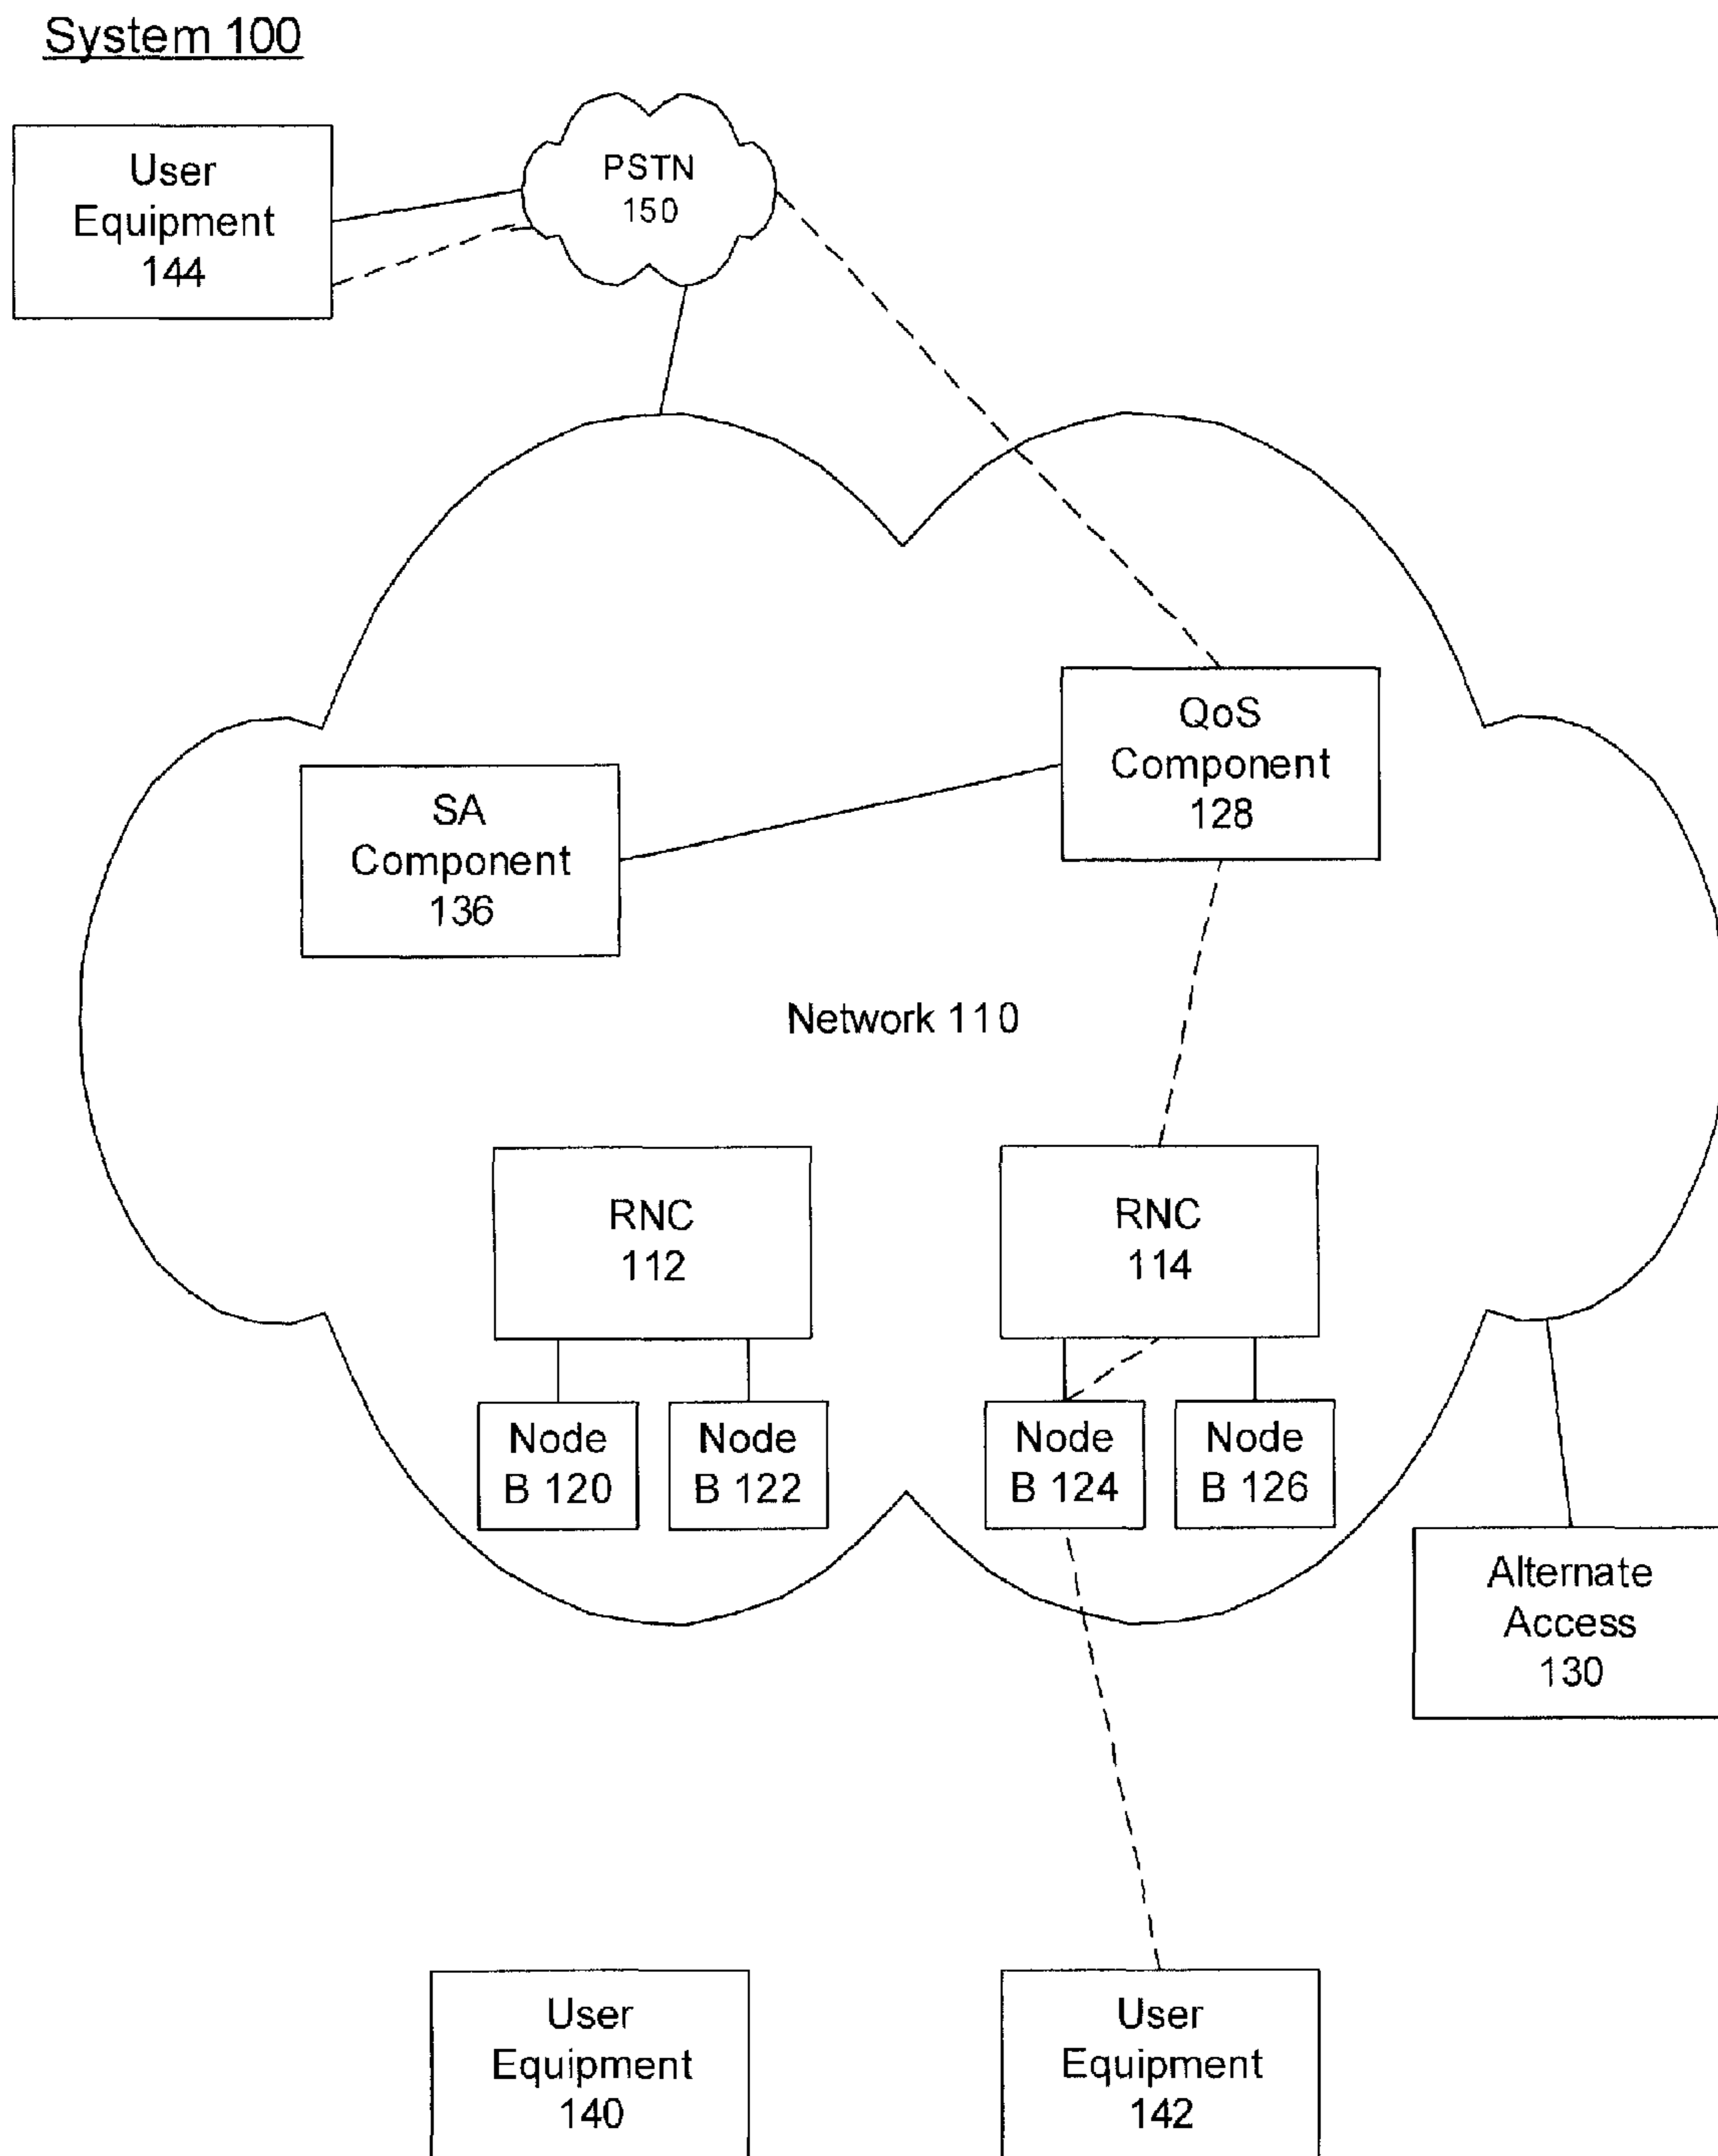 System 100
User
Equipment
144
PSTN
150
QoS
Component
128
SA
Component
136
Network 110
RNC
112
RNC
114
Node
B 120
Node
B 122
Node
B 124
Node
B 126
Alternate
Access
130
User
Equipment
140
User
Equipment
142